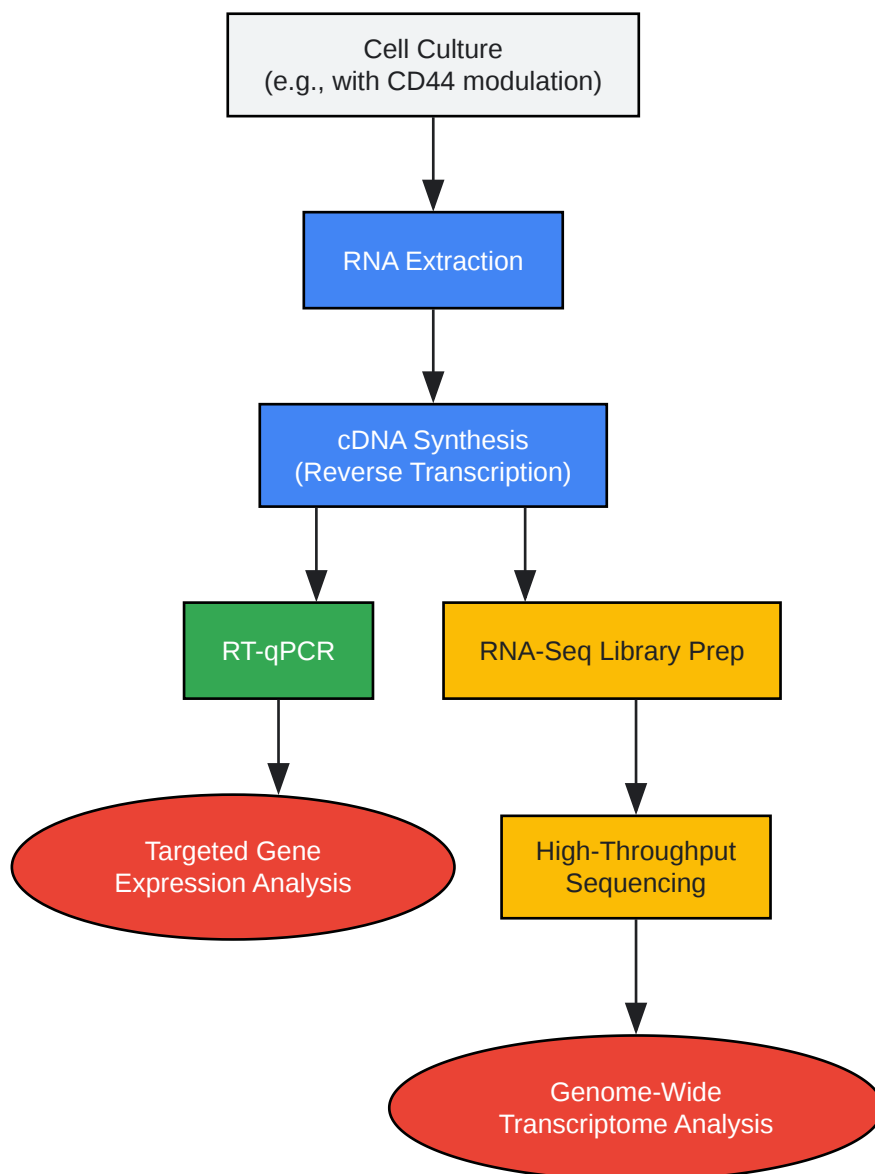 Cell Culture
(e.g., with CD44 modulation)
RNA Extraction
cDNA Synthesis
(Reverse Transcription)
RT-qPCR
RNA-Seq Library Prep
Targeted Gene
Expression Analysis
High-Throughput
Sequencing
Genome-Wide
Transcriptome Analysis